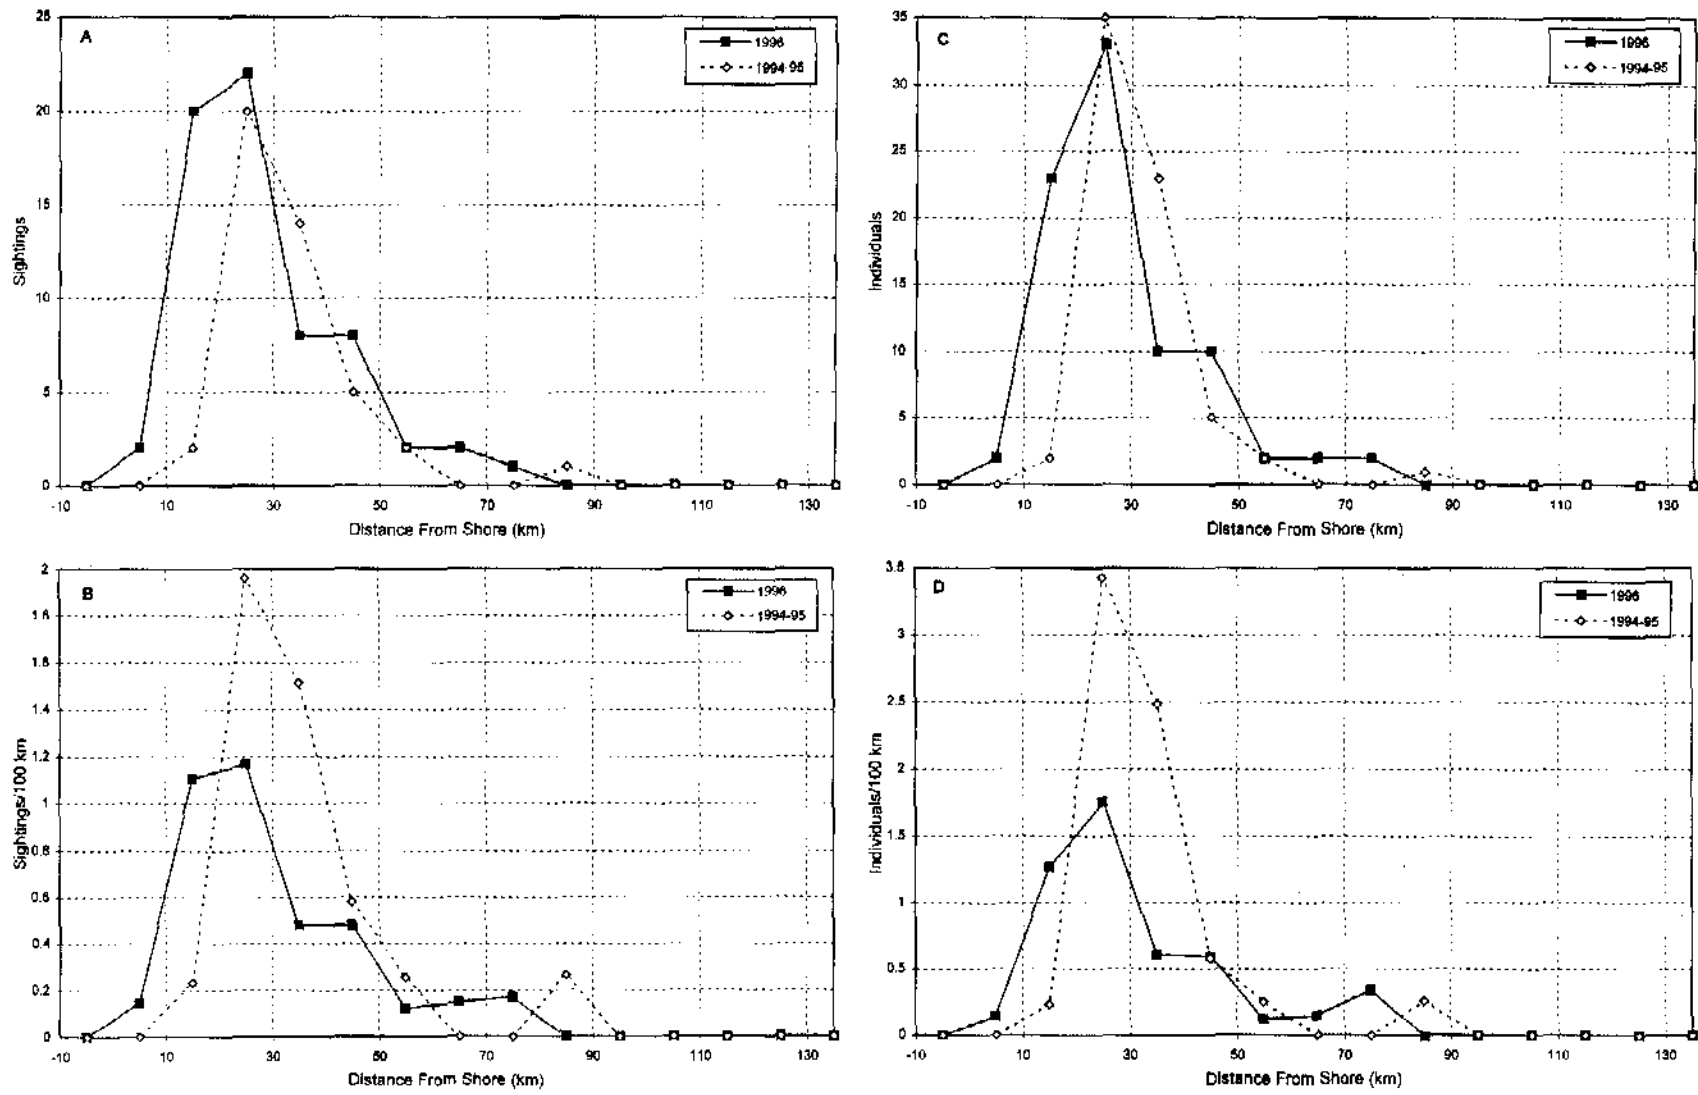 A
1996
1994-95
25
20
15
10
5
0
Sightings
-10 10 30 50 70 90 110 130
Distance From Shore (km)
C
1996
1994-95
35
30
25
20
15
10
5
0
Individuals
-10 10 30 50 70 90 110 130
Distance From Shore (km)
B
1996
1994-95
2
1.8
1.6
1.4
1.2
1
0.8
0.6
0.4
0.2
0
Sightings/100 km
-10 10 30 50 70 90 110 130
Distance From Shore (km)
D
1996
1994-95
3.5
3
2.5
2
1.5
1
0.5
0
Individuals/100 km
-10 10 30 50 70 90 110 130
Distance From Shore (km)